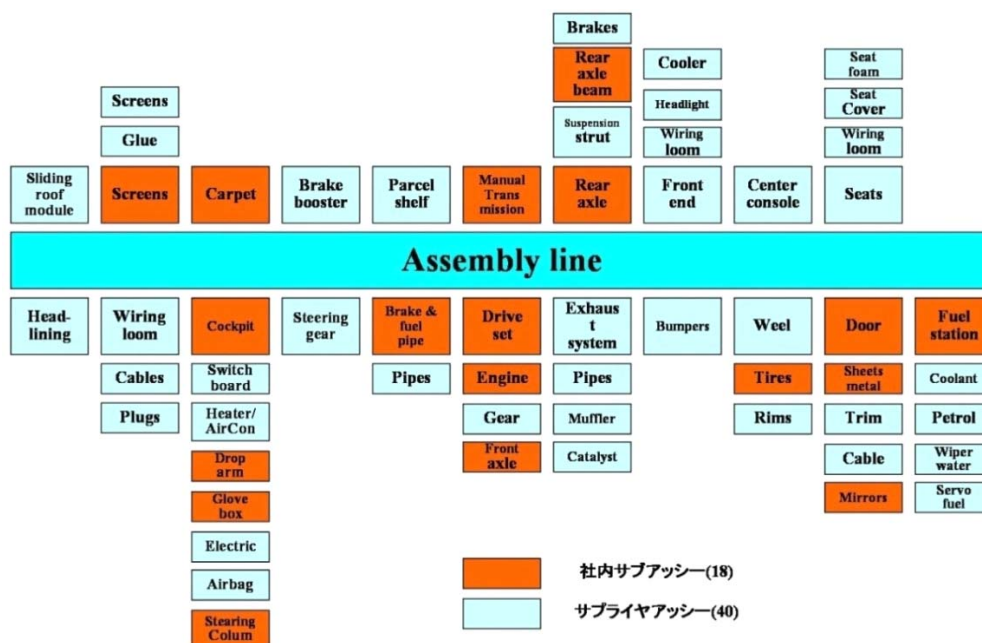 Brakes
Rear
axle
beam
Cooler
Seat
foam
Screens
Headlight
Seat
Cover
Glue
Suspension
strut
Wiring
loom
Wiring
loom
Sliding
roof
module
Screens
Carpet
Brake
booster
Parcel
shelf
Manual
Trans
mission
Rear
axle
Front
end
Center
console
Seats
Assembly line
Head-
lining
Wiring
loom
Cockpit
Steering
gear
Brake &
fuel
pipe
Drive
set
Exhaus
t
system
Bumpers
Weel
Door
Fuel
station
Cables
Switch
board
Pipes
Engine
Pipes
Tires
Sheets
metal
Coolant
Plugs
Heater/
AirCon
Gear
Muffler
Rims
Trim
Petrol
Drop
arm
Front
axle
Catalyst
Cable
Wiper
water
Glove
box
Mirrors
Servo
fuel
Electric
Airbag
Stearing
Colum
社内サブアッシー(18)
サプライヤアッシー(40)